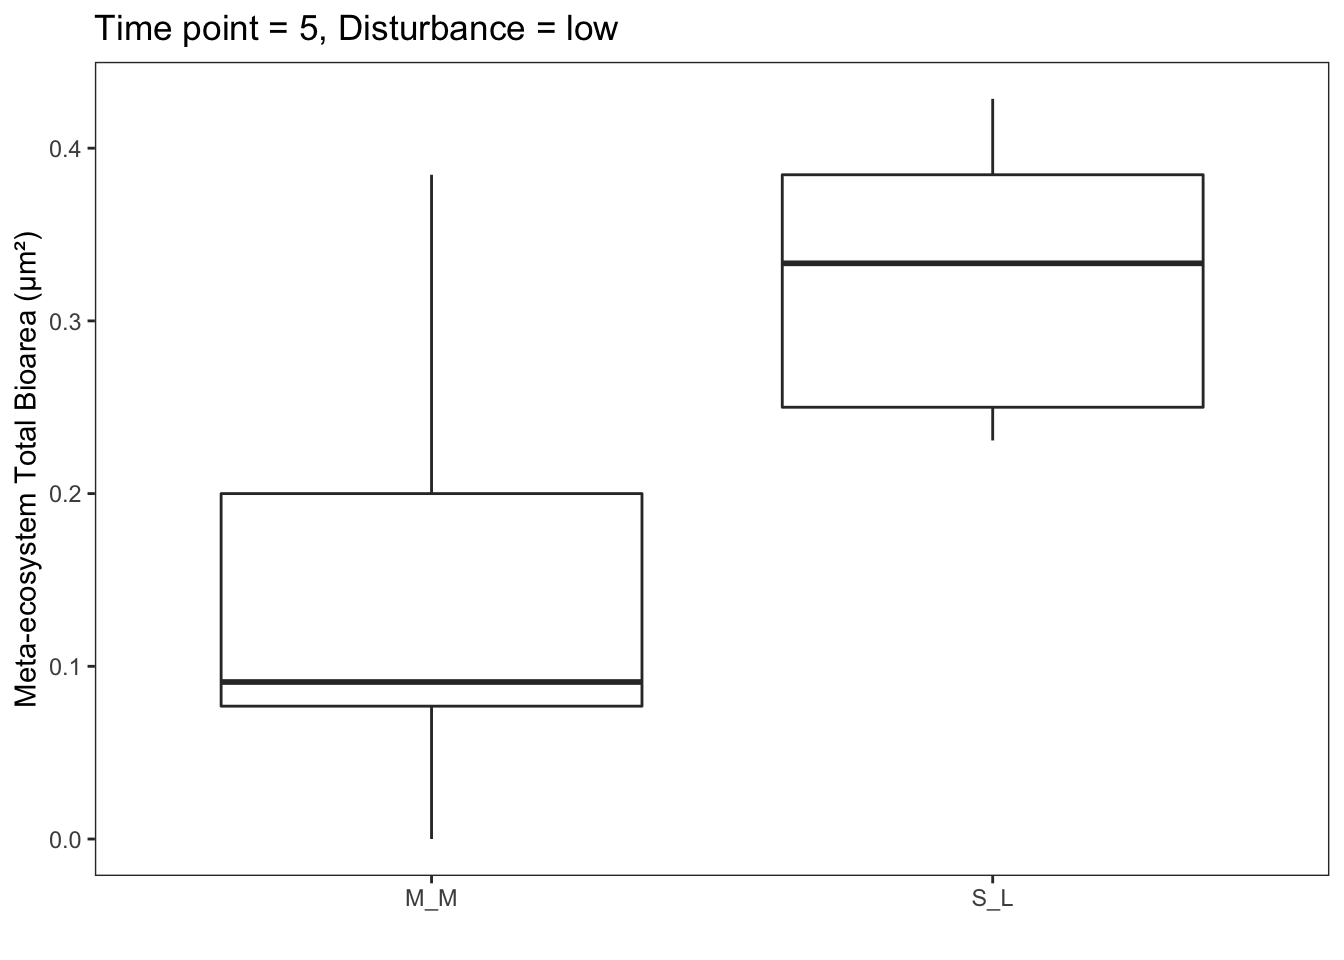 Time point = 5, Disturbance = low
Meta-ecosystem Total Bioarea (µm²)
0.4
0.3
0.2
0.1
0.0
M_M
S_L